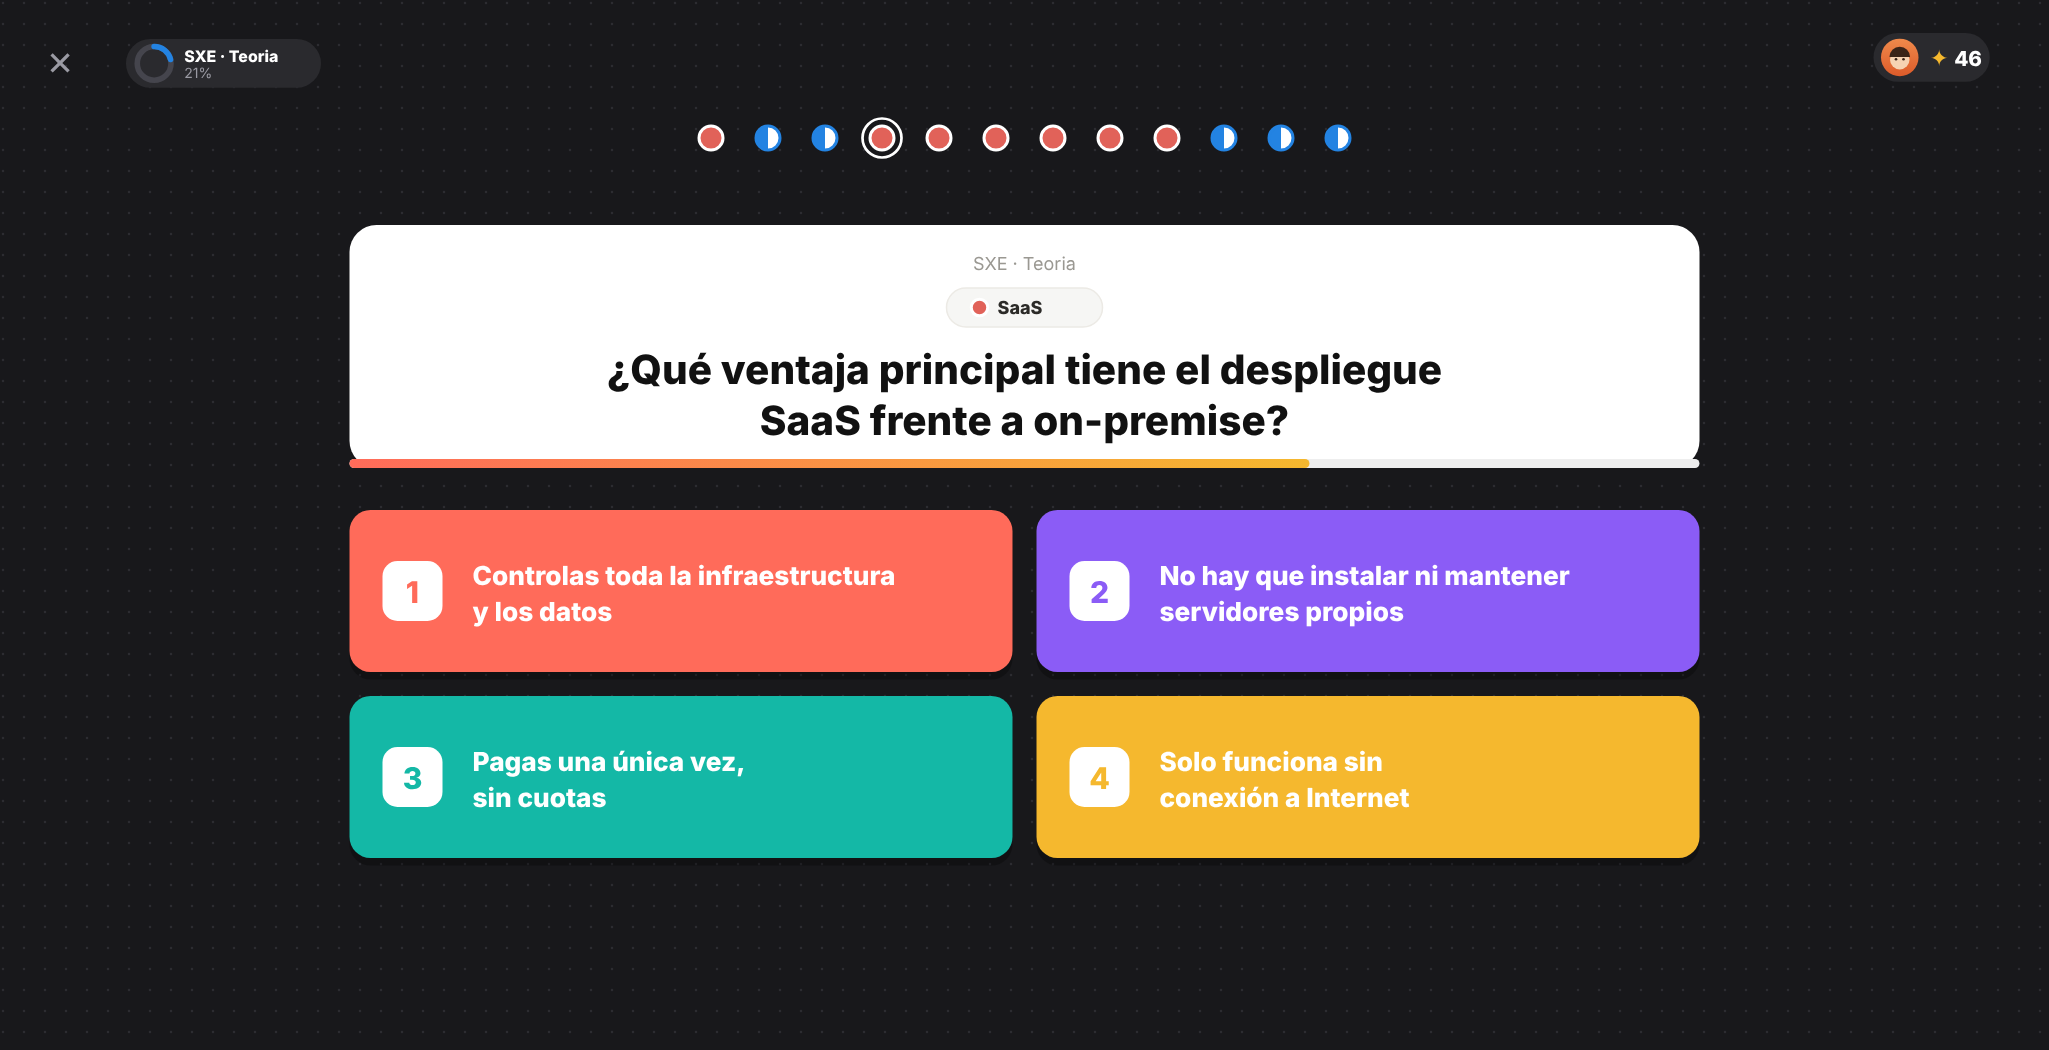 SXE · Teoria
21%
46
SXE · Teoria
SaaS
¿Qué ventaja principal tiene el despliegue
SaaS frente a on-premise?
1
Controlas toda la infraestructura
y los datos
2
No hay que instalar ni mantener
servidores propios
3
Pagas una única vez,
sin cuotas
4
Solo funciona sin
conexión a Internet